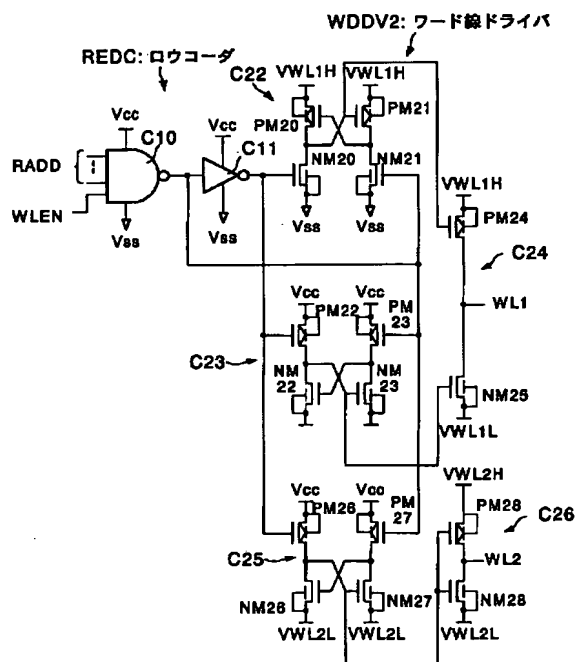 WDDV2: ワード線ドライバ
REDC: ロウコーダ
C22
VWL1H
VWL1H
PM20
PM21
Vcc
C10
Vcc
C11
RADD
WLEN
NM20
NM21
Vss
Vss
Vss
Vss
VWL1H
PM24
C24
WL1
Vcc
Vcc
PM22
PM
23
C23
NM
22
NM
23
NM25
VWL1L
Vcc
Vcc
PM26
PM
27
C25
NM26
NM27
VWL2L
VWL2L
VWL2H
PM28
C26
WL2
NM28
VWL2L